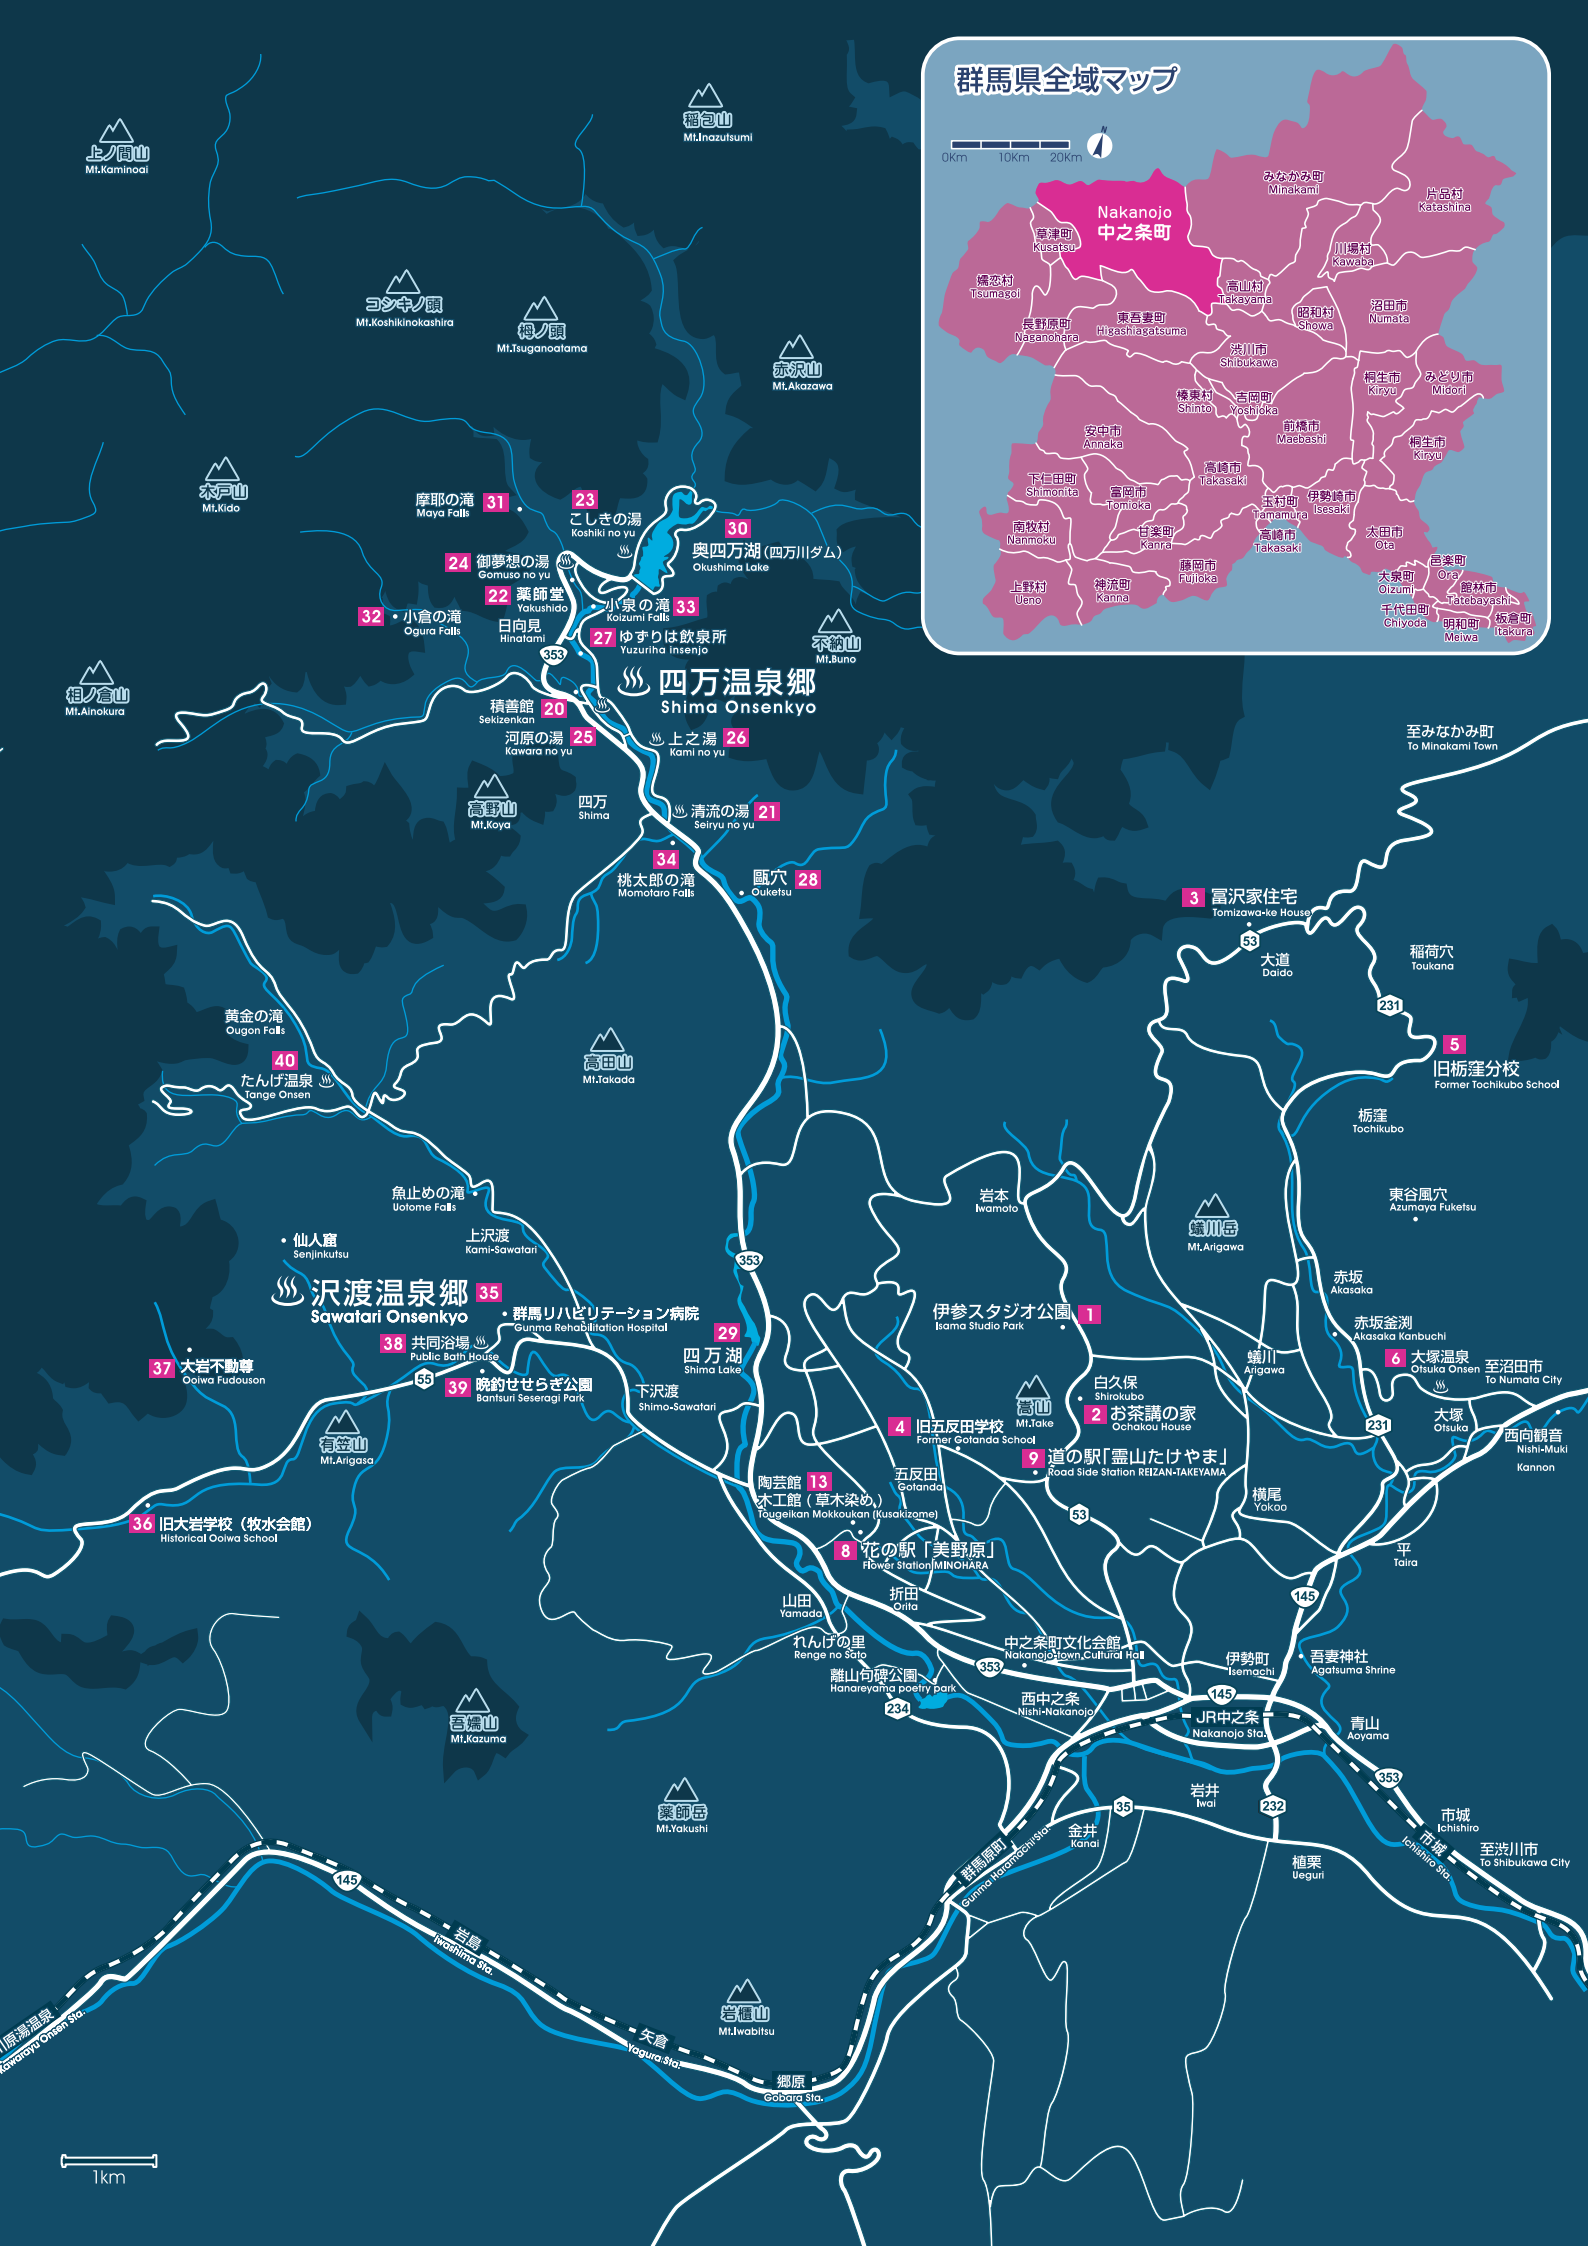 群馬県全域マップ
0Km 10Km 20Km
N
みなかみ町
Minakami
片品村
Katashina
Nakanojo
中之条町
草津町
Kusatsu
川場村
Kawaba
嬬恋村
Tsumagoi
高山村
Takayama
昭和村
Showa
沼田市
Numata
長野原町
Naganohara
東吾妻町
Higashiagatsuma
渋川市
Shibukawa
桐生市
Kiryu
みどり市
Midori
榛東村
Shinto
吉岡町
Yoshioka
前橋市
Maebashi
安中市
Annaka
桐生市
Kiryu
高崎市
Takasaki
下仁田町
Shimonita
富岡市
Tomioka
玉村町
Tamamura
伊勢崎市
Isesaki
南牧村
Nanmoku
甘楽町
Kanra
高崎市
Takasaki
太田市
Ota
藤岡市
Fujioka
上野村
Ueno
神流町
Kanna
邑楽町
Ora
大泉町
Oizumi
館林市
Tatebayashi
千代田町
Chiyoda
明和町
Meiwa
板倉町
Itakura
上ノ間山
Mt.Kaminoai
稲包山
Mt.Inazutsumi
コシキノ頭
Mt.Koshikinokashira
栂ノ頭
Mt.Tsuganoatama
赤沢山
Mt.Akazawa
木戸山
Mt.Kido
摩耶の滝 31
Maya Falls
23
こしきの湯
Koshiki no yu
30
奥四万湖(四万川ダム)
Okushima Lake
24 御夢想の湯
Gomuso no yu
22 薬師堂
Yakushido
小泉の滝 33
Koizumi Falls
32 小倉の滝
Ogura Falls
日向見
Hinatami
27 ゆずりは飲泉所
Yuzuriha insenjo
不納山
Mt.Buno
353
四万温泉郷
Shima Onsenkyo
相ノ倉山
Mt.Ainokura
積善館 20
Sekizenkan
河原の湯 25
Kawara no yu
上之湯 26
Kami no yu
至みなかみ町
To Minakami Town
高野山
Mt.Koya
四万
Shima
清流の湯 21
Seiryu no yu
34
桃太郎の滝
Momotaro Falls
甌穴 28
Ouketsu
3 冨沢家住宅
Tomizawa-ke House
53
大道
Daido
稲荷穴
Toukana
231
5
旧栃窪分校
Former Tochikubo School
黄金の滝
Ougon Falls
40
たんげ温泉
Tange Onsen
高田山
Mt.Takada
栃窪
Tochikubo
魚止めの滝
Uotome Falls
岩本
Iwamoto
東谷風穴
Azumaya Fuketsu
仙人窟
Senjinkutsu
上沢渡
Kami-Sawatari
蟻川岳
Mt.Arigawa
353
沢渡温泉郷 35
Sawatari Onsenkyo
群馬リハビリテーション病院
Gunma Rehabilitation Hospital
赤坂
Akasaka
伊参スタジオ公園 1
Isama Studio Park
赤坂釜渕
Akasaka Kanbuchi
38 共同浴場
Public Bath House
29
四万湖
Shima Lake
蟻川
Arigawa
6 大塚温泉
Otsuka Onsen
至沼田市
To Numata City
37 大岩不動尊
Ooiwa Fudouson
55
39 晩釣せせらぎ公園
Bantsuri Seseragi Park
下沢渡
Shimo-Sawatari
嵩山
Mt.Take
白久保
Shirokubo
2 お茶講の家
Ochakou House
大塚
Otsuka
有笠山
Mt.Arigasa
4 旧五反田学校
Former Gotanda School
231
西向観音
Nishi-Muki
Kannon
9 道の駅「霊山たけやま」
Road Side Station REIZAN-TAKEYAMA
陶芸館 13
木工館(草木染め)
Tougeikan Mokkoukan (Kusakizome)
五反田
Gotanda
横尾
Yokoo
53
36 旧大岩学校(牧水会館)
Historical Ooiwa School
8 花の駅「美野原」
Flower Station MINOHARA
平
Taira
山田
Yamada
折田
Orita
145
れんげの里
Renge no Sato
中之条町文化会館
Nakanojo-town Cultural Hall
伊勢町
Isemachi
吾妻神社
Agatsuma Shrine
離山句碑公園
Hanareyama poetry park
353
234
西中之条
Nishi-Nakanojo
145
JR中之条
Nakanojo Sta.
青山
Aoyama
吾嬬山
Mt.Kazuma
353
薬師岳
Mt.Yakushi
35
岩井
Iwai
232
金井
Kanai
市城
Ichishiro
市城
Ichishiro Sta.
至渋川市
To Shibukawa City
群馬原町
Gunma Haramachi Sta.
植栗
Ueguri
145
岩島
Iwashima Sta.
岩櫃山
Mt.Iwabitsu
川原湯温泉
Kawarayu Onsen Sta.
矢倉
Yagura Sta.
郷原
Gobara Sta.
1km